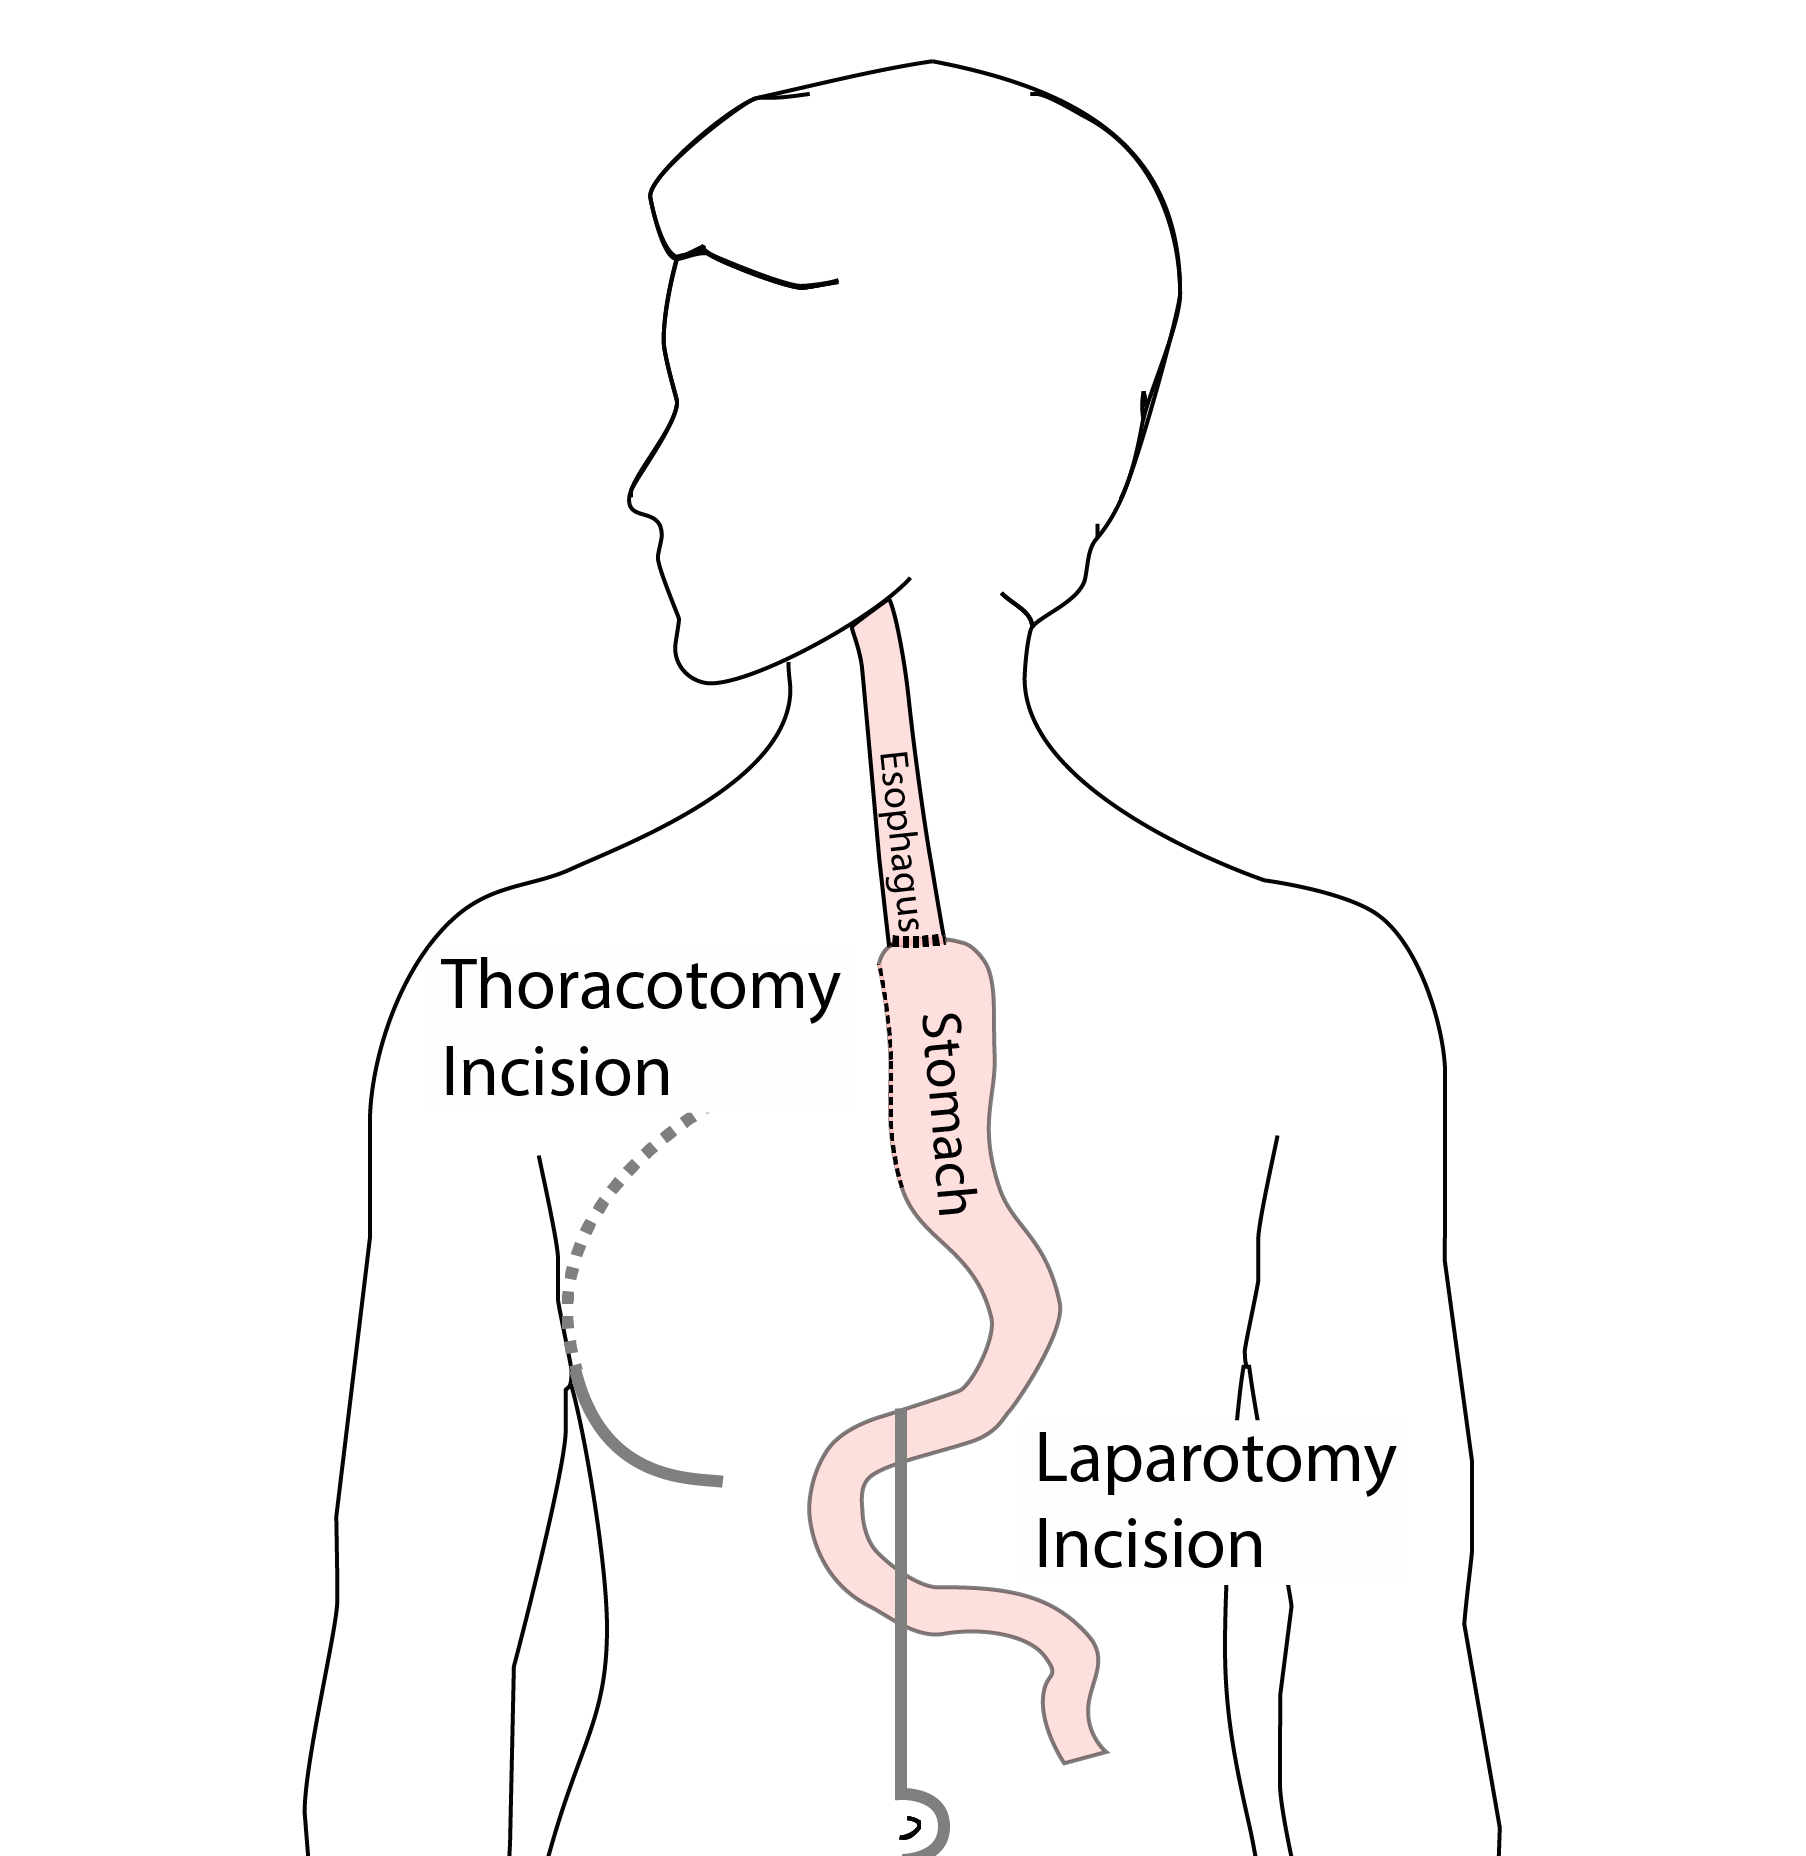 Esophagus
Thoracotomy
Incision
Stomach
Laparotomy
Incision